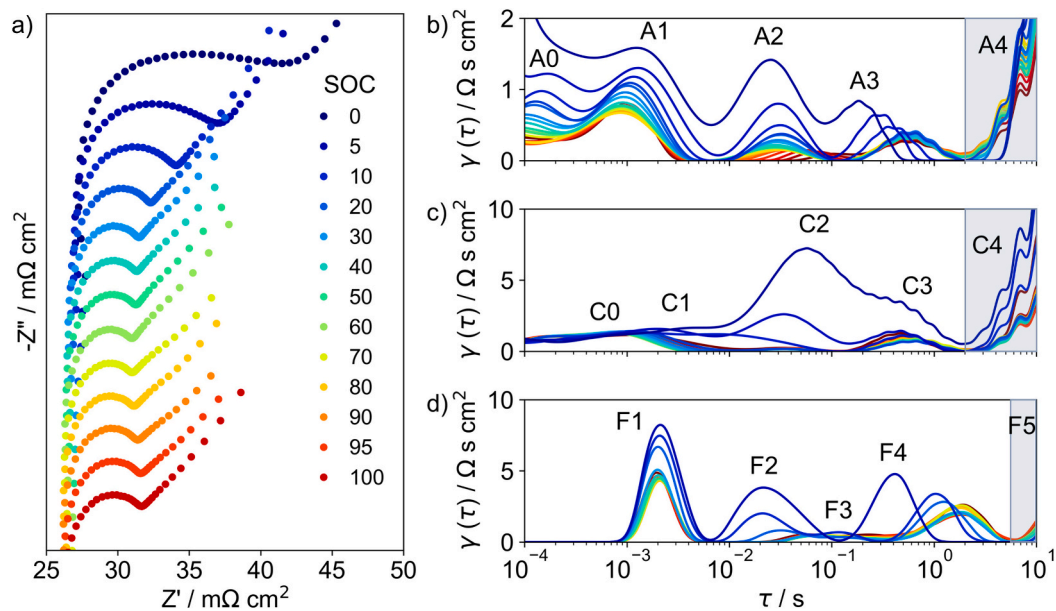 a)
-Z'' / mΩ cm²
50
25 30 35 40 45 50
Z' / mΩ cm²
SOC
0
5
10
20
30
40
50
60
70
80
90
95
100
b)
γ (τ) / Ω s cm²
2
1
0
A0 A1 A2 A3 A4
c)
γ (τ) / Ω s cm²
10
5
0
C0 C1 C2 C3 C4
d)
γ (τ) / Ω s cm²
10
5
0
F1 F2 F3 F4 F5
10⁻⁴ 10⁻³ 10⁻² 10⁻¹ 10⁰ 10¹
τ / s